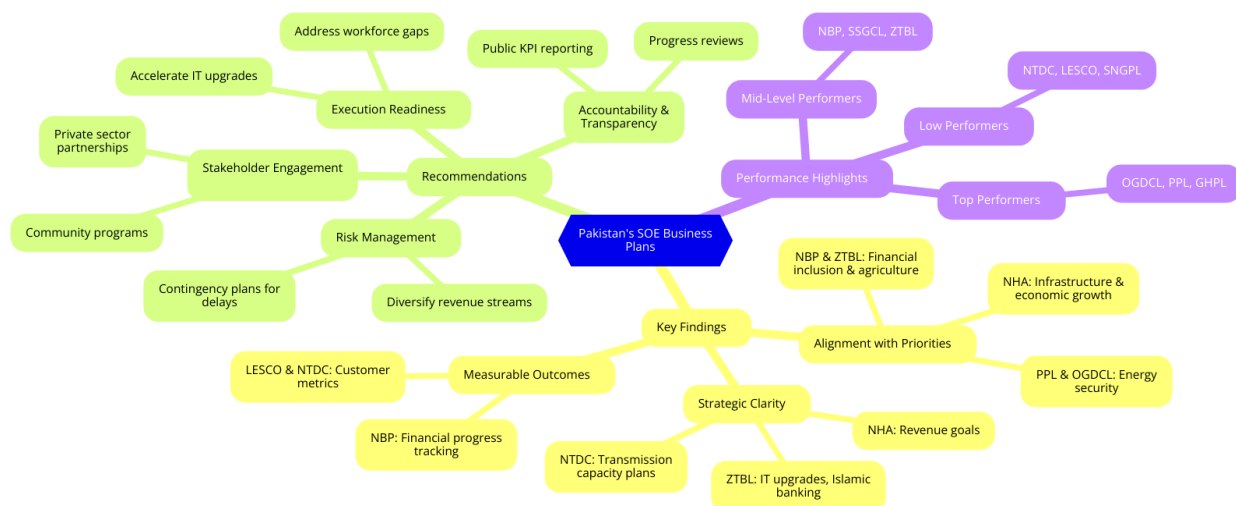 Pakistan's SOE Business
Plans
Recommendations
Execution Readiness
Address workforce gaps
Accelerate IT upgrades
Accountability &
Transparency
Public KPI reporting
Progress reviews
Stakeholder Engagement
Private sector
partnerships
Community programs
Risk Management
Contingency plans for
delays
Diversify revenue streams
Performance Highlights
Mid-Level Performers
NBP, SSGCL, ZTBL
Low Performers
NTDC, LESCO, SNGPL
Top Performers
OGDCL, PPL, GHPL
Key Findings
Alignment with Priorities
NBP & ZTBL: Financial
inclusion & agriculture
NHA: Infrastructure &
economic growth
PPL & OGDCL: Energy
security
Measurable Outcomes
LESCO & NTDC: Customer
metrics
NBP: Financial progress
tracking
Strategic Clarity
NHA: Revenue goals
NTDC: Transmission
capacity plans
ZTBL: IT upgrades, Islamic
banking